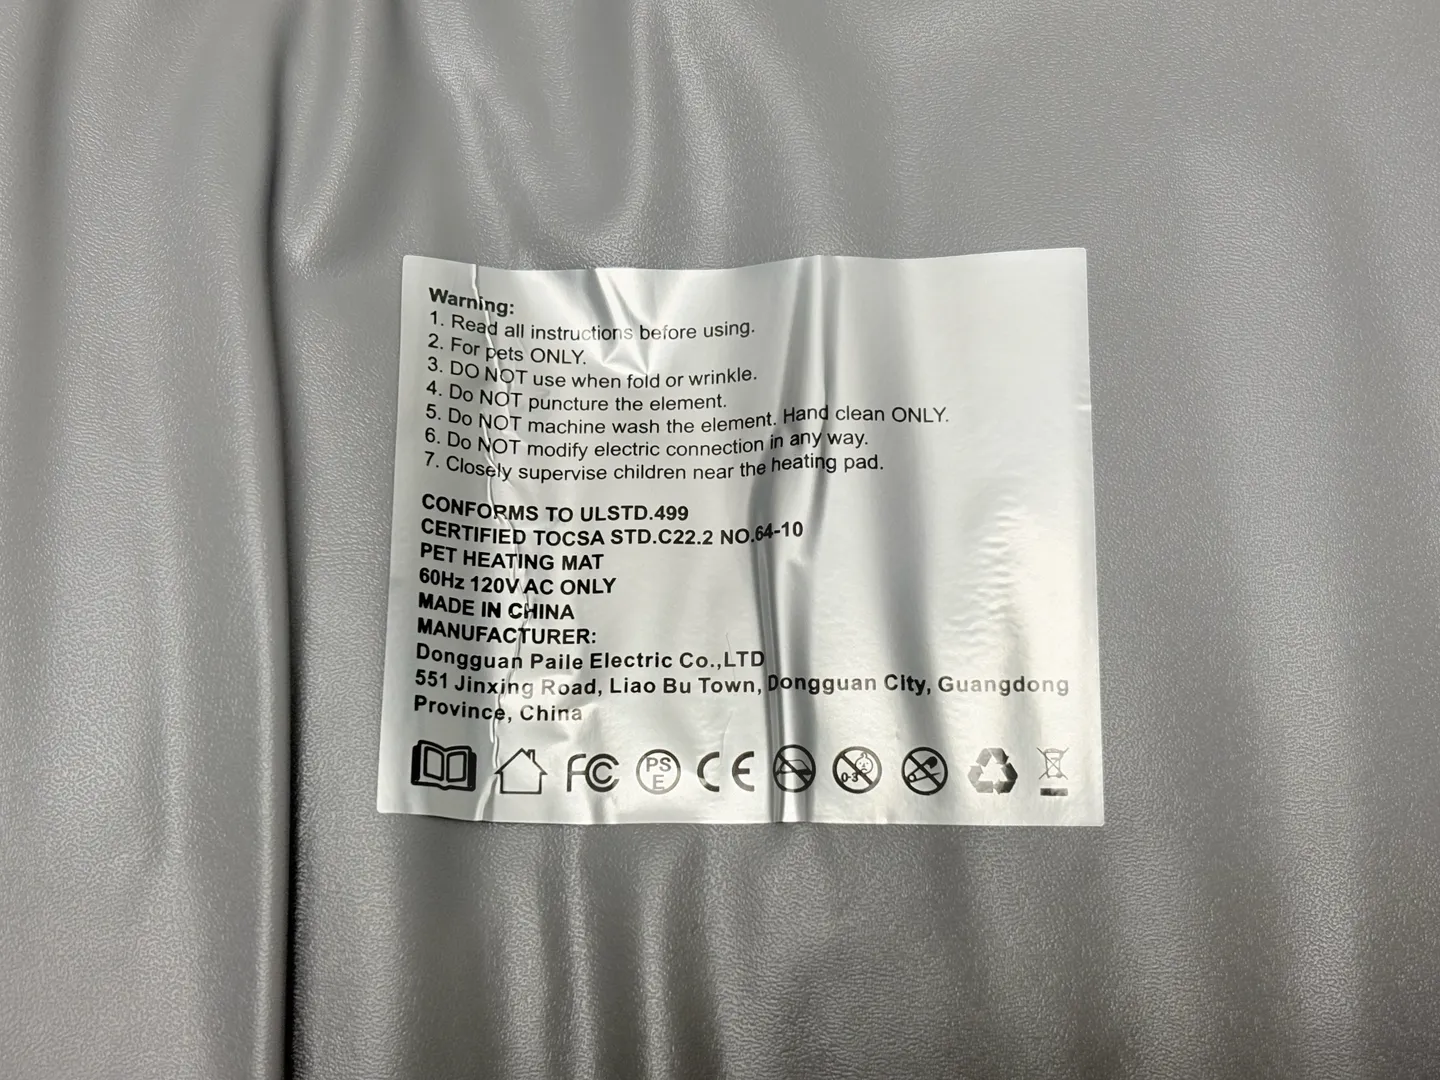 Warning:
1. Read all instructions before using.
2. For pets ONLY.
3. DO NOT use when fold or wrinkle.
4. Do NOT puncture the element.
5. Do NOT machine wash the element. Hand clean ONLY.
6. Do NOT modify electric connection in any way.
7. Closely supervise children near the heating pad.
CONFORMS TO ULSTD.499
CERTIFIED TOCSA STD.C22.2 NO.64-10
PET HEATING MAT
60Hz 120V AC ONLY
MADE IN CHINA
MANUFACTURER:
Dongguan Paile Electric Co.,LTD
551 Jinxing Road, Liao Bu Town, Dongguan City, Guangdong
Province, China
FC PS E CE 0-3